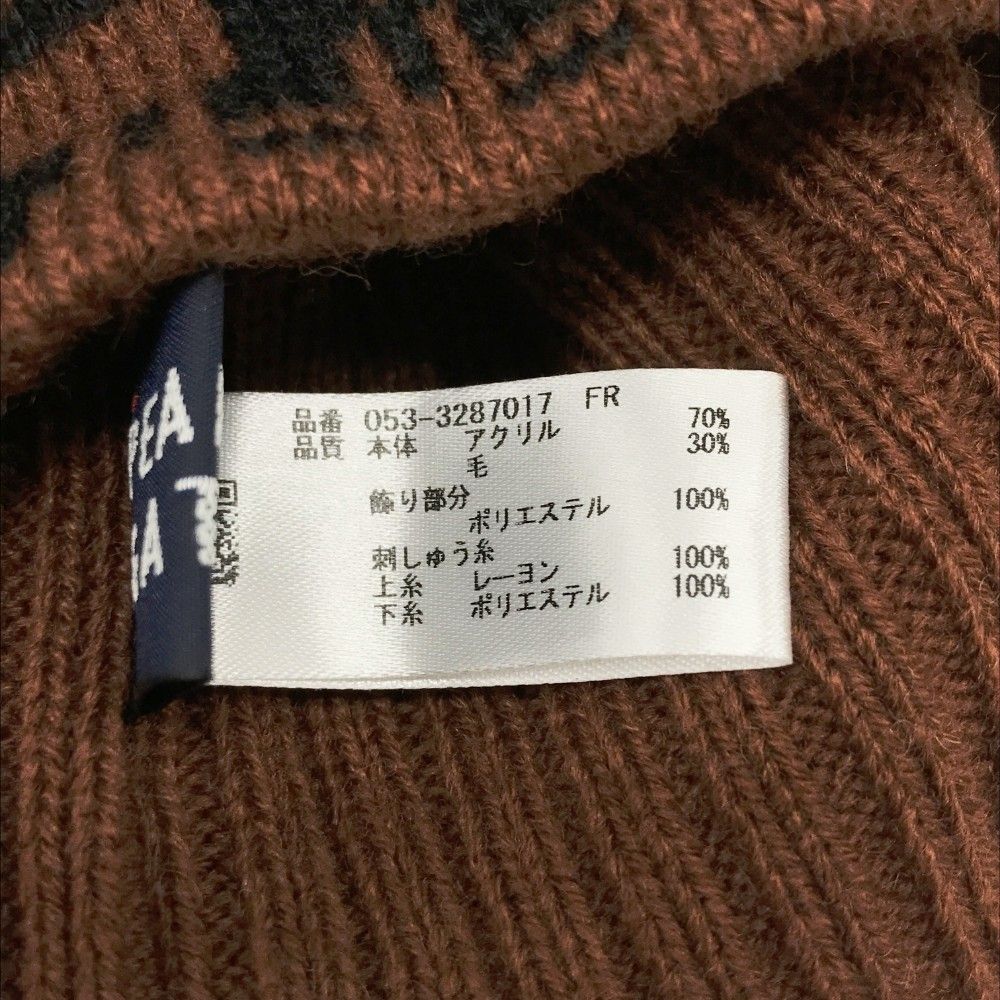 品番 053-3287017 FR
品質 本体 アクリル 70%
毛 30%
飾り部分
ポリエステル 100%
刺しゅう糸
上糸 レーヨン 100%
下糸 ポリエステル 100%